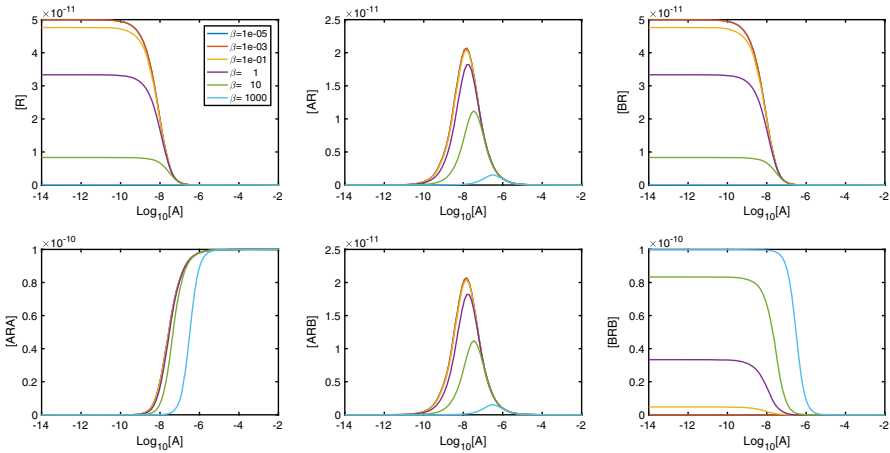 ×10⁻¹¹
5
4
3
2
1
0
[R]
-14 -12 -10 -8 -6 -4 -2
Log₁₀[A]
β=1e-05
β=1e-03
β=1e-01
β= 1
β= 10
β= 1000
×10⁻¹¹
2.5
2
1.5
1
0.5
0
[AR]
-14 -12 -10 -8 -6 -4 -2
Log₁₀[A]
×10⁻¹¹
5
4
3
2
1
0
[BR]
-14 -12 -10 -8 -6 -4 -2
Log₁₀[A]
×10⁻¹⁰
1
0.8
0.6
0.4
0.2
0
[ARA]
-14 -12 -10 -8 -6 -4 -2
Log₁₀[A]
×10⁻¹¹
2.5
2
1.5
1
0.5
0
[ARB]
-14 -12 -10 -8 -6 -4 -2
Log₁₀[A]
×10⁻¹⁰
1
0.8
0.6
0.4
0.2
0
[BRB]
-14 -12 -10 -8 -6 -4 -2
Log₁₀[A]